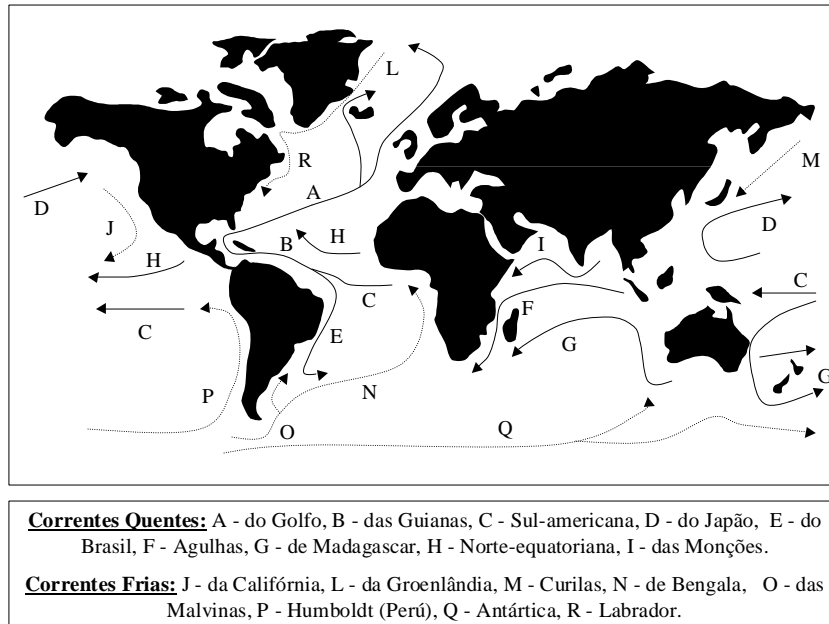 L
R
A
M
D
J
D
H
B
H
I
C
C
C
F
E
G
G
P
N
O
Q
Correntes Quentes: A - do Golfo, B - das Guianas, C - Sul-americana, D - do Japão, E - do
Brasil, F - Agulhas, G - de Madagascar, H - Norte-equatoriana, I - das Monções.
Correntes Frias: J - da Califórnia, L - da Groenlândia, M - Curilas, N - de Bengala, O - das
Malvinas, P - Humboldt (Perú), Q - Antártica, R - Labrador.